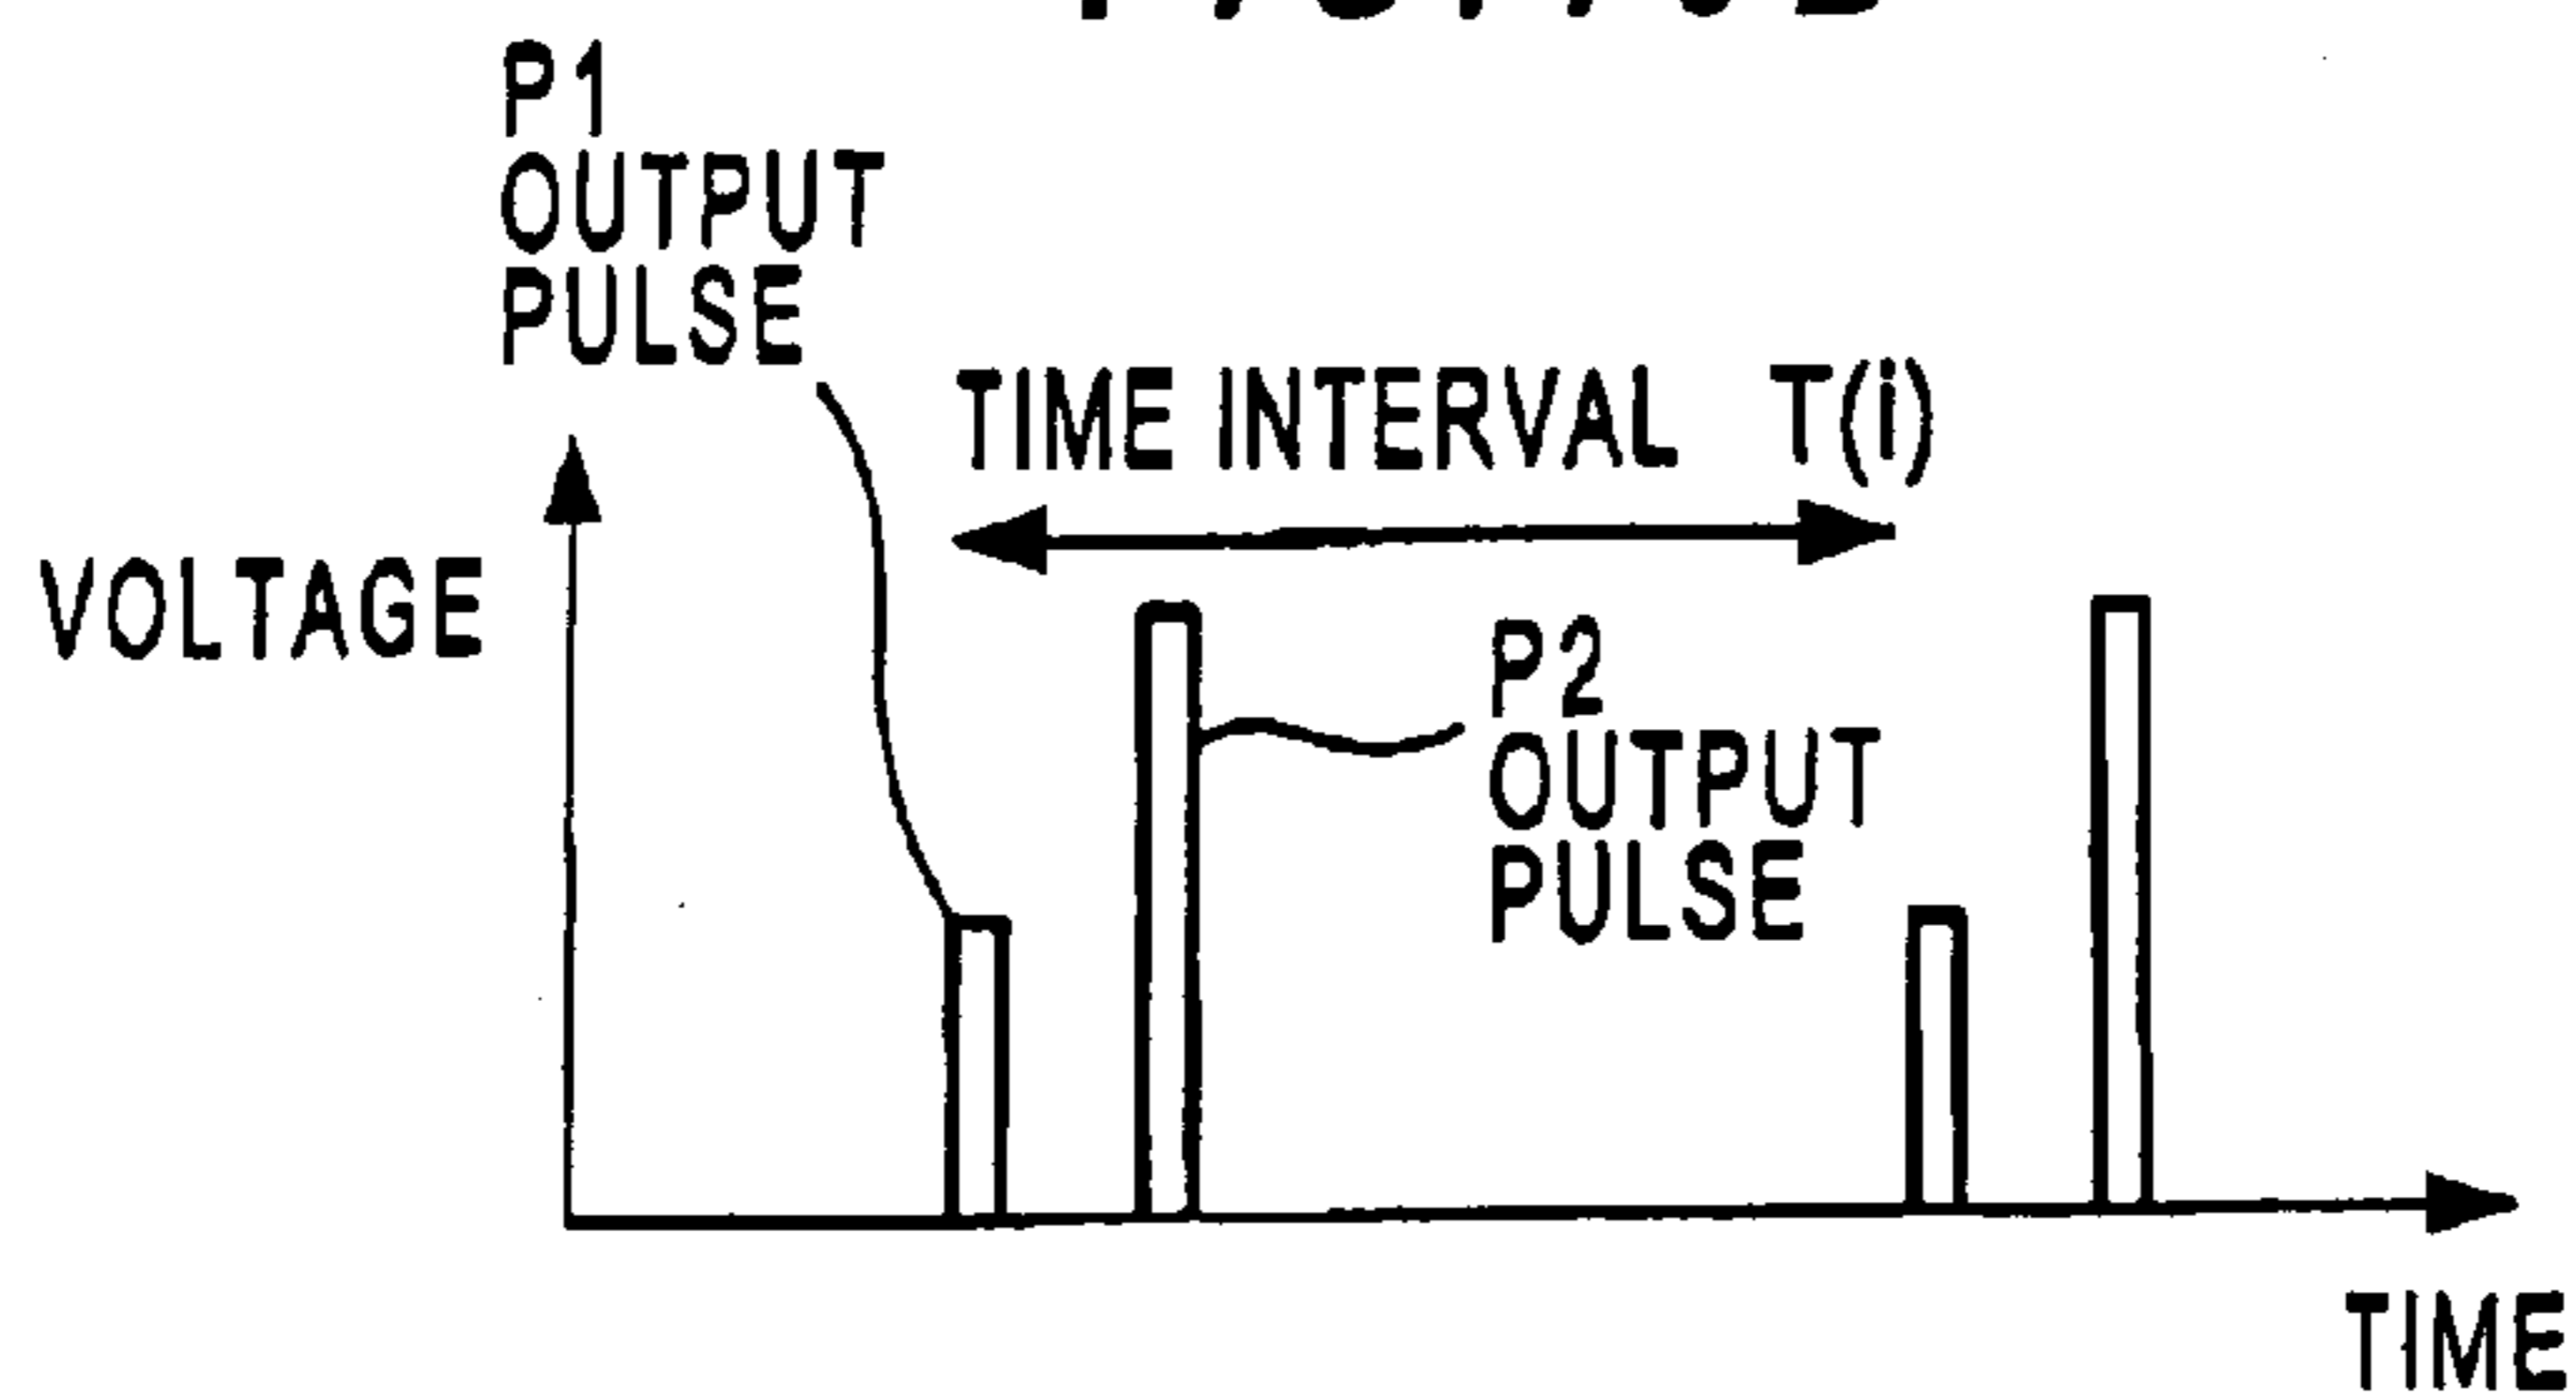 P1
OUTPUT
PULSE
TIME INTERVAL T(i)
VOLTAGE
P2
OUTPUT
PULSE
TIME